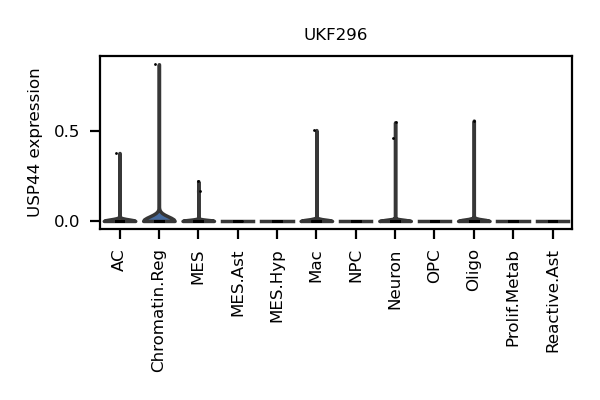 UKF296
USP44 expression
0.5
0.0
AC
Chromatin.Reg
MES
MES.Ast
MES.Hyp
Mac
NPC
Neuron
OPC
Oligo
Prolif.Metab
Reactive.Ast